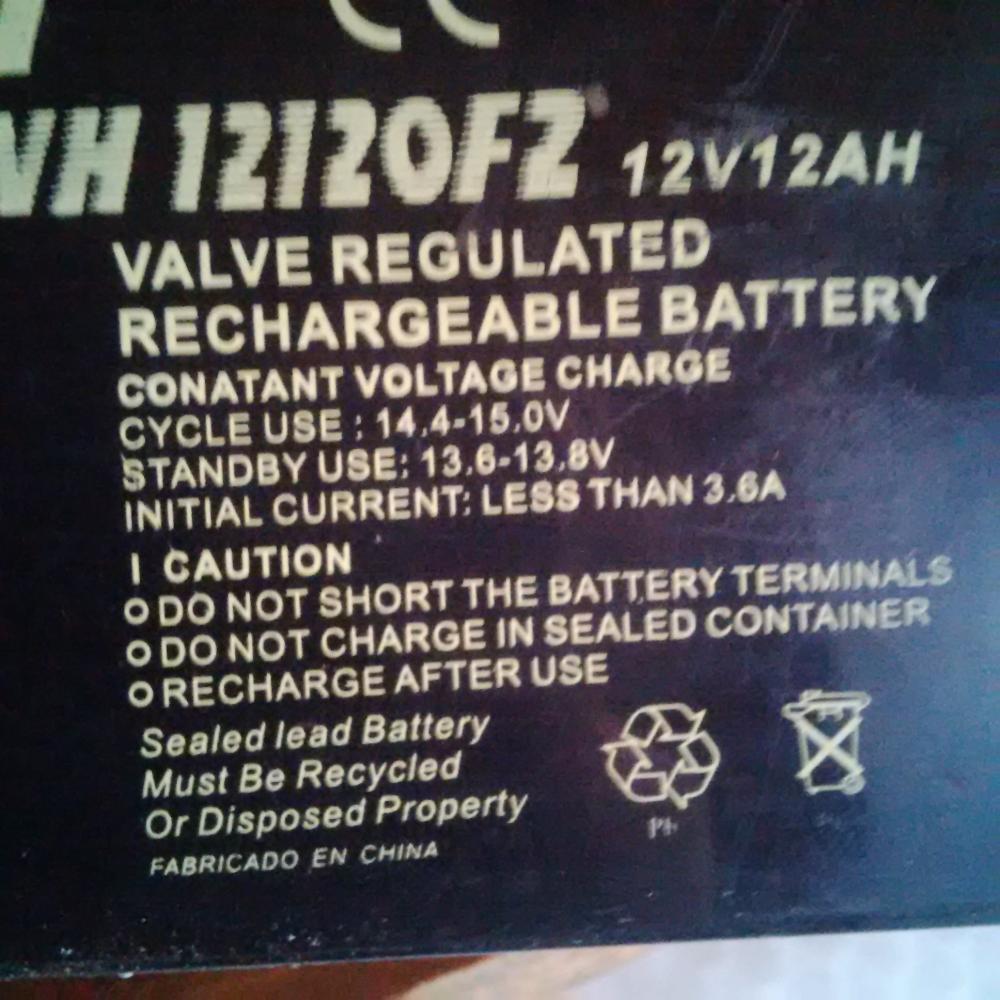 12120FZ 12V12AH
VALVE REGULATED
RECHARGEABLE BATTERY
CONATANT VOLTAGE CHARGE
CYCLE USE : 14.4-15.0V
STANDBY USE: 13.6-13.8V
INITIAL CURRENT: LESS THAN 3.6A
I CAUTION
O DO NOT SHORT THE BATTERY TERMINALS
O DO NOT CHARGE IN SEALED CONTAINER
O RECHARGE AFTER USE
Sealed lead Battery
Must Be Recycled
Or Disposed Property
Pb
FABRICADO EN CHINA